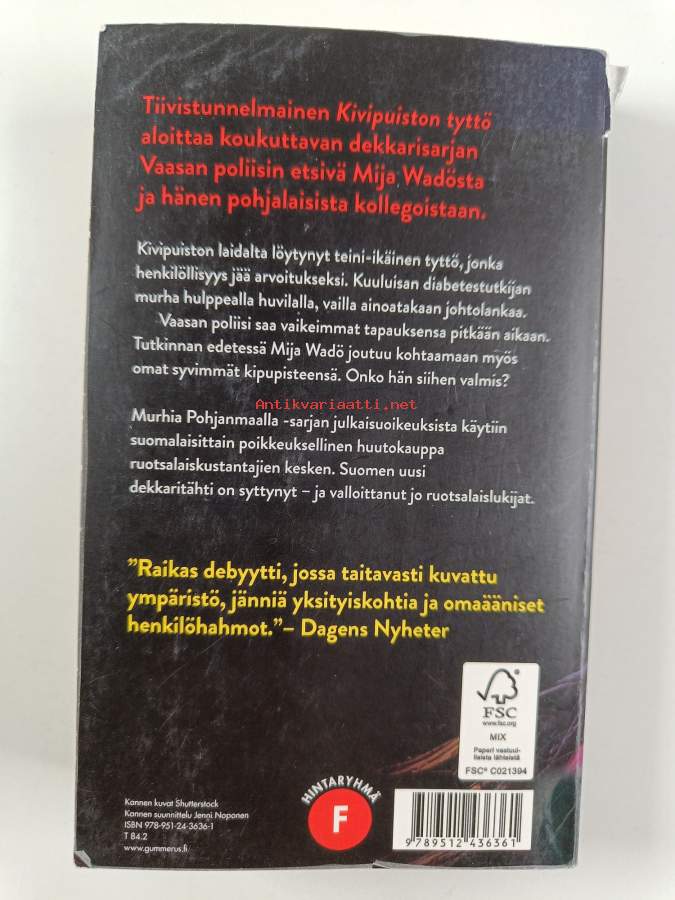 Tiivistunnelmainen Kivipuiston tyttö
aloittaa koukuttavan dekkarisarjan
Vaasan poliisin etsivä Mija Wadösta
ja hänen pohjalaisista kollegoistaan.
Kivipuiston laidalta löytynyt teini-ikäinen tyttö, jonka
henkilöllisyys jää arvoitukseksi. Kuuluisan diabetestutkijan
murha hulppealla huvilalla, vailla ainoatakaan johtolankaa.
Vaasan poliisi saa vaikeimmat tapauksensa pitkään aikaan.
Tutkinnan edetessä Mija Wadö joutuu kohtaamaan myös
omat syvimmät kipupisteensä. Onko hän siihen valmis?
Antikvariaatti.net
Murhia Pohjanmaalla -sarjan julkaisuoikeuksista käytiin
suomalaisittain poikkeuksellinen huutokauppa
ruotsalaiskustantajien kesken. Suomen uusi
dekkaritähti on syttynyt – ja valloittanut jo ruotsalaislukijat.
”Raikas debyytti, jossa taitavasti kuvattu
ympäristö, jänniä yksityiskohtia ja omaääniset
henkilöhahmot.”– Dagens Nyheter
FSC
www.fsc.org
MIX
Paperi vastuul-
lisista lähteistä
FSC® C021394
HINTARYHMÄ
F
Kannen kuvat Shutterstock
Kannen suunnittelu Jenni Noponen
ISBN 978-951-24-3636-1
T 84.2
www.gummerus.fi
9 789512 436361